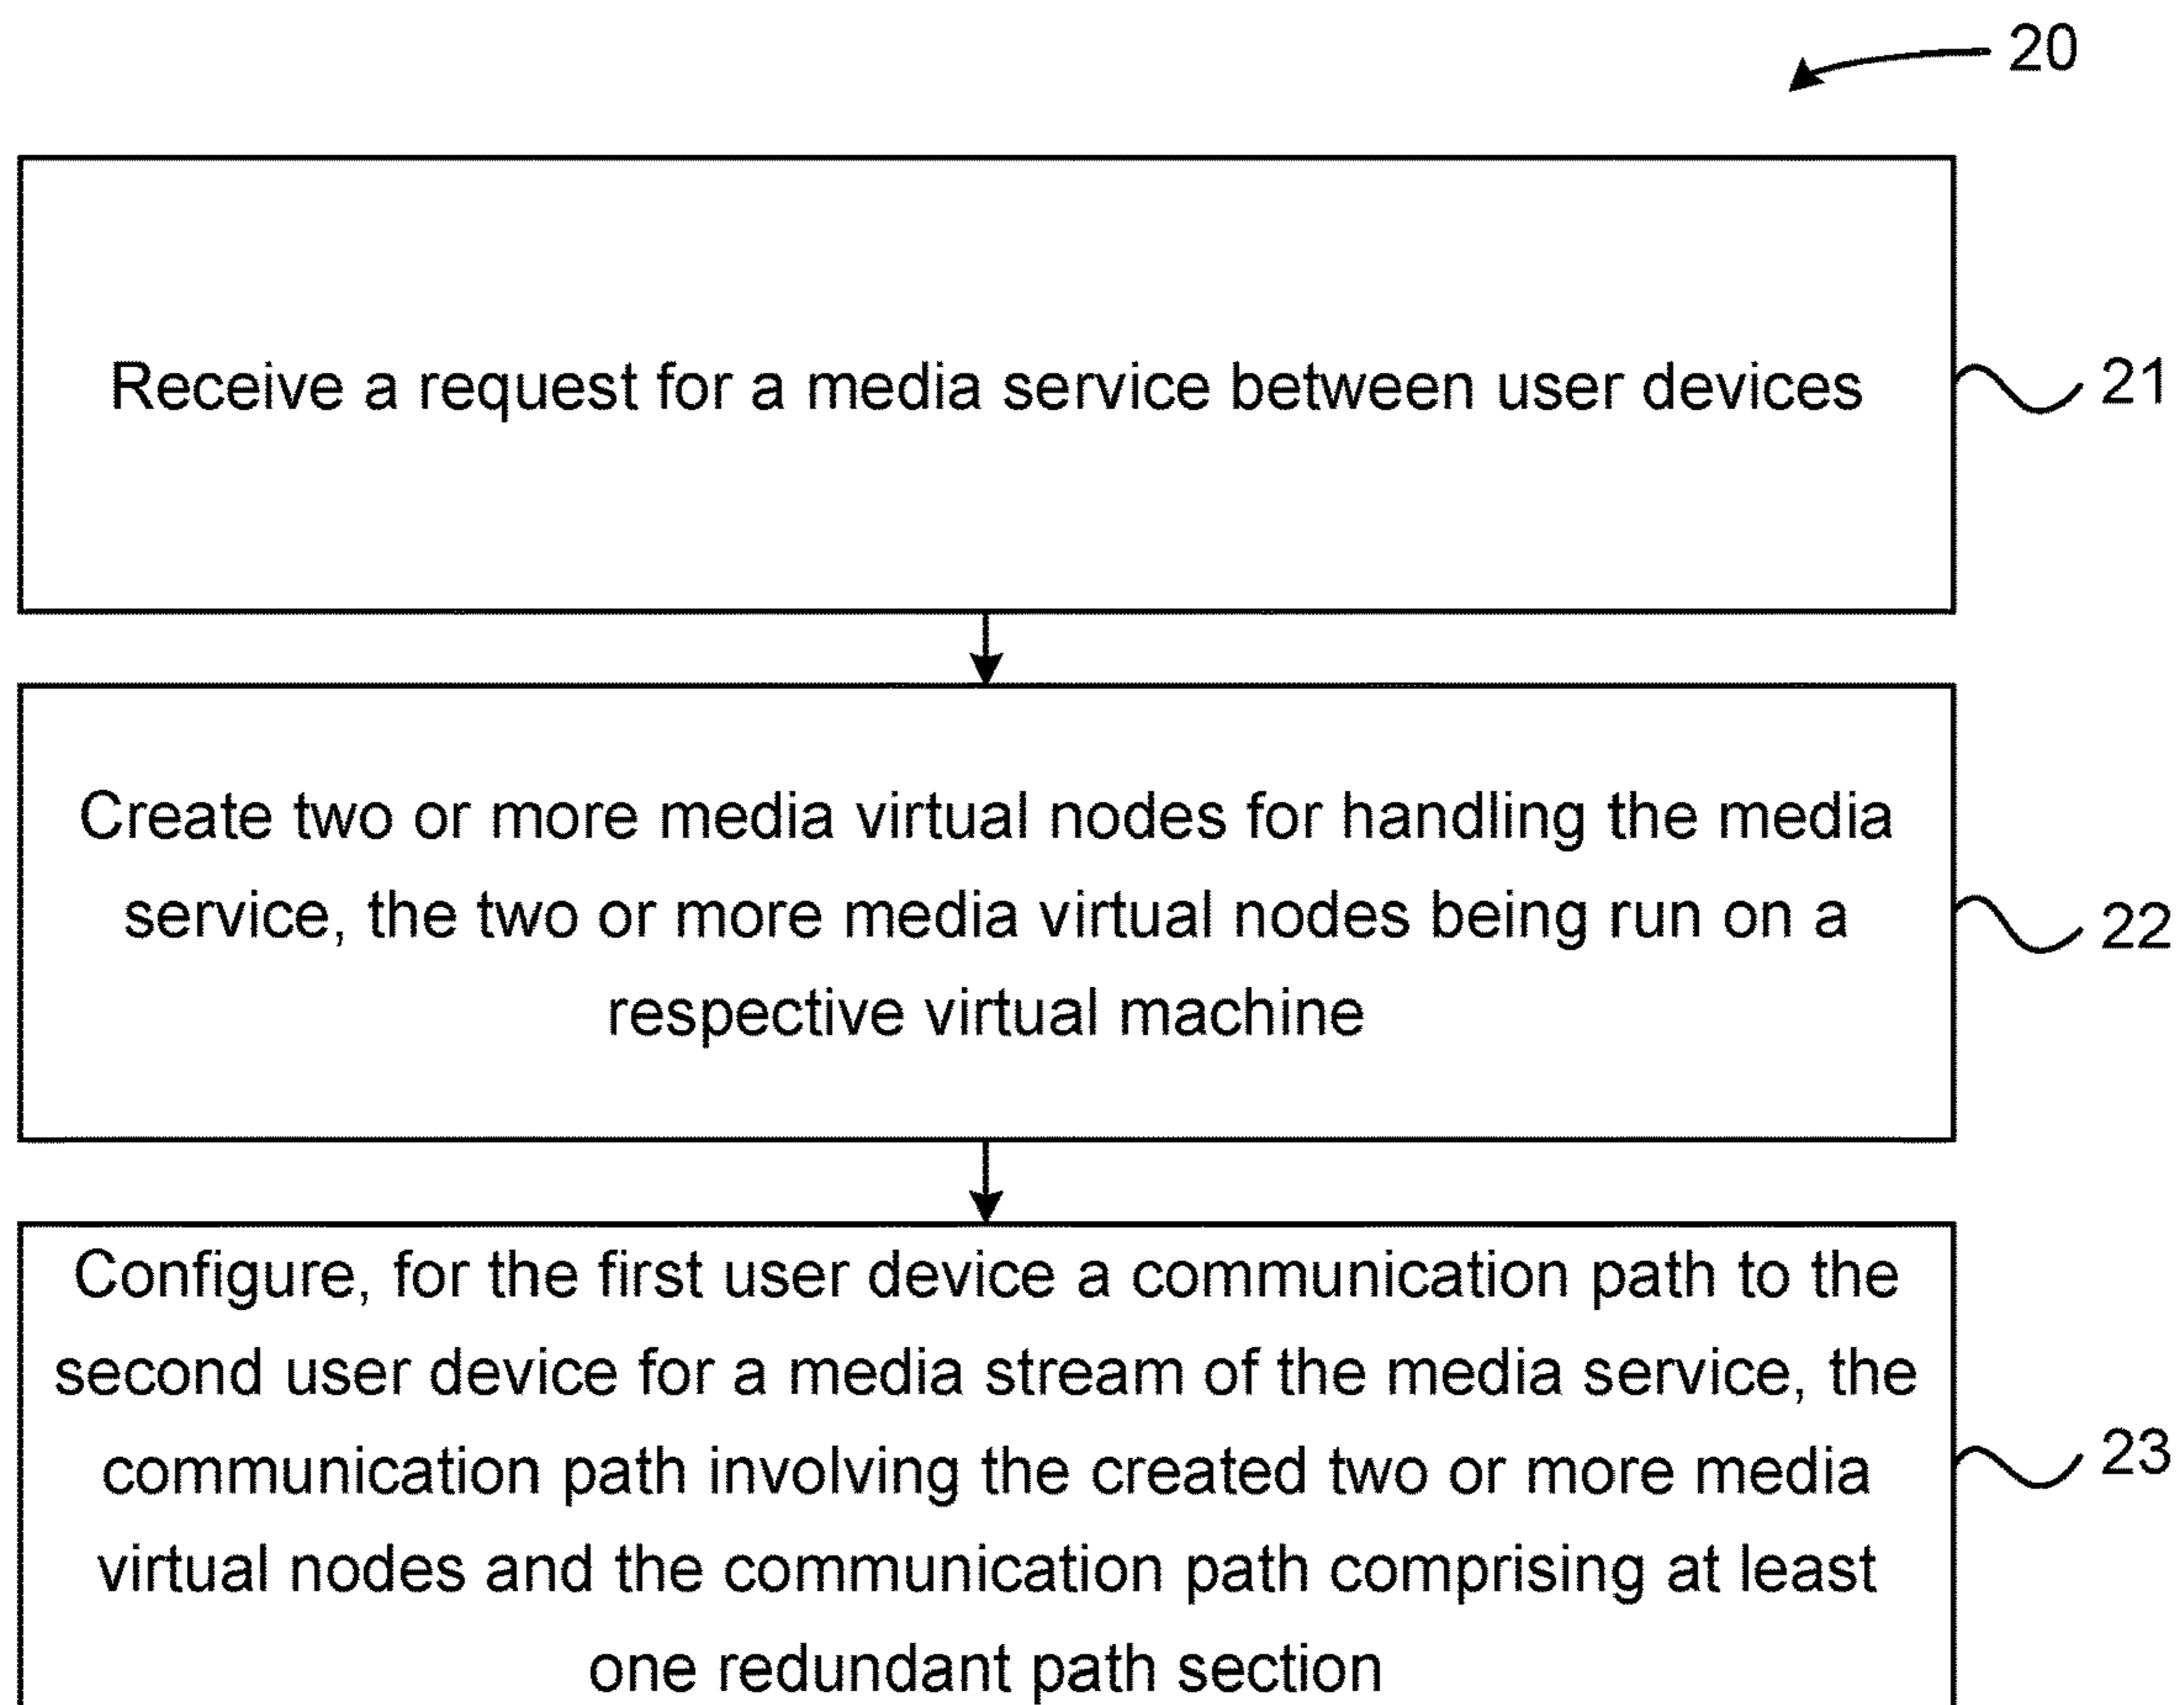 20
Receive a request for a media service between user devices
21
Create two or more media virtual nodes for handling the media
service, the two or more media virtual nodes being run on a
respective virtual machine
22
Configure, for the first user device a communication path to the
second user device for a media stream of the media service, the
communication path involving the created two or more media
virtual nodes and the communication path comprising at least
one redundant path section
23